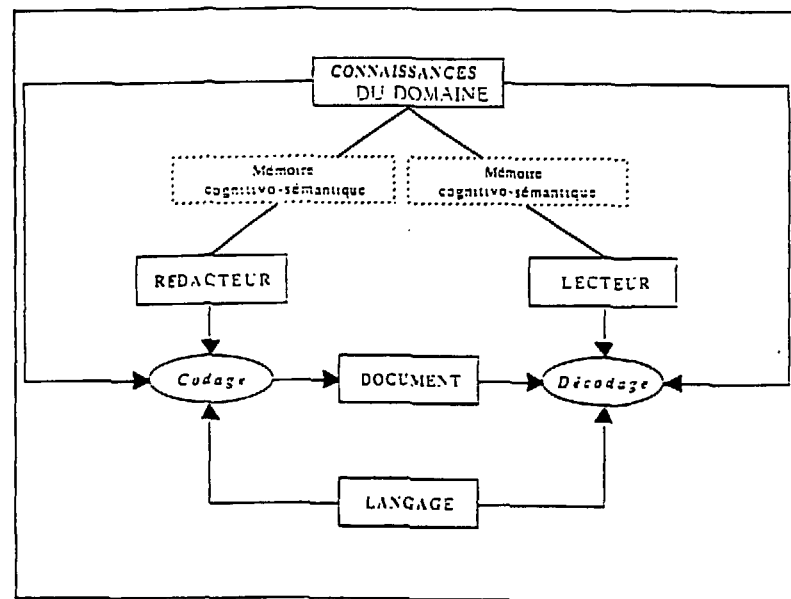 CONNAISSANCES
DU DOMAINE
Mémoire
cognitivo-sémantique
Mémoire
cognitivo-sémantique
REDACTEUR
LECTEUR
Codage
DOCUMENT
Décodage
LANGAGE